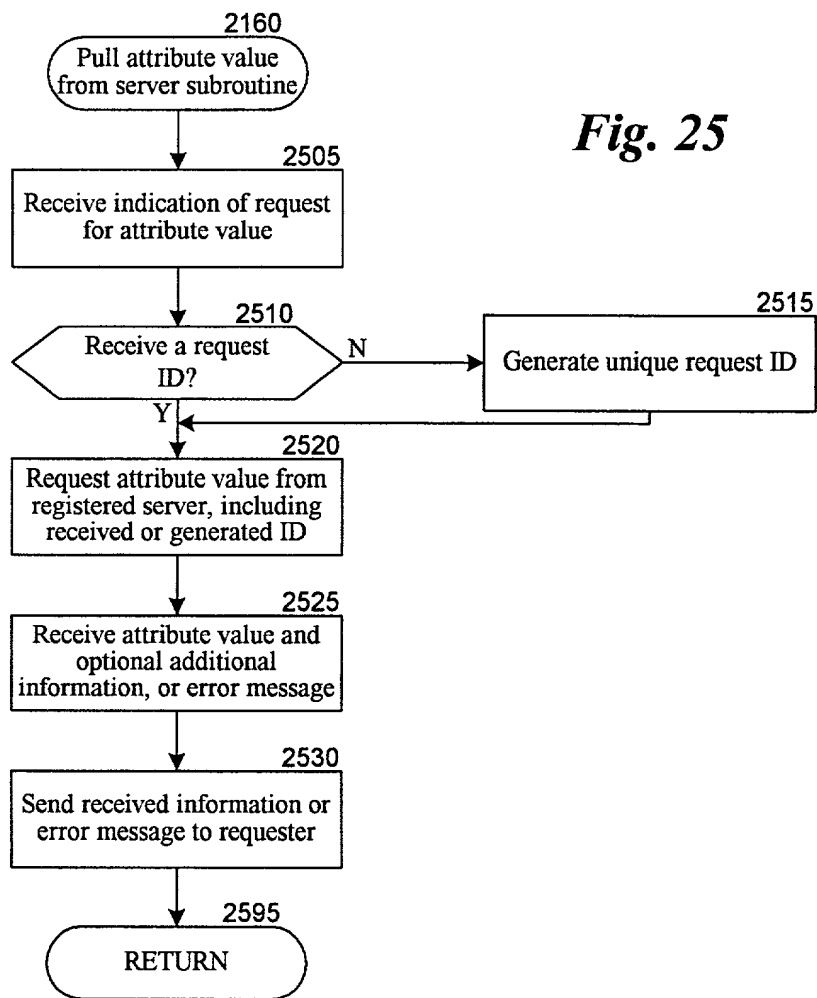 2160
Pull attribute value
from server subroutine
Fig. 25
2505
Receive indication of request
for attribute value
2510
Receive a request
ID?
N
2515
Generate unique request ID
Y
2520
Request attribute value from
registered server, including
received or generated ID
2525
Receive attribute value and
optional additional
information, or error message
2530
Send received information or
error message to requester
2595
RETURN